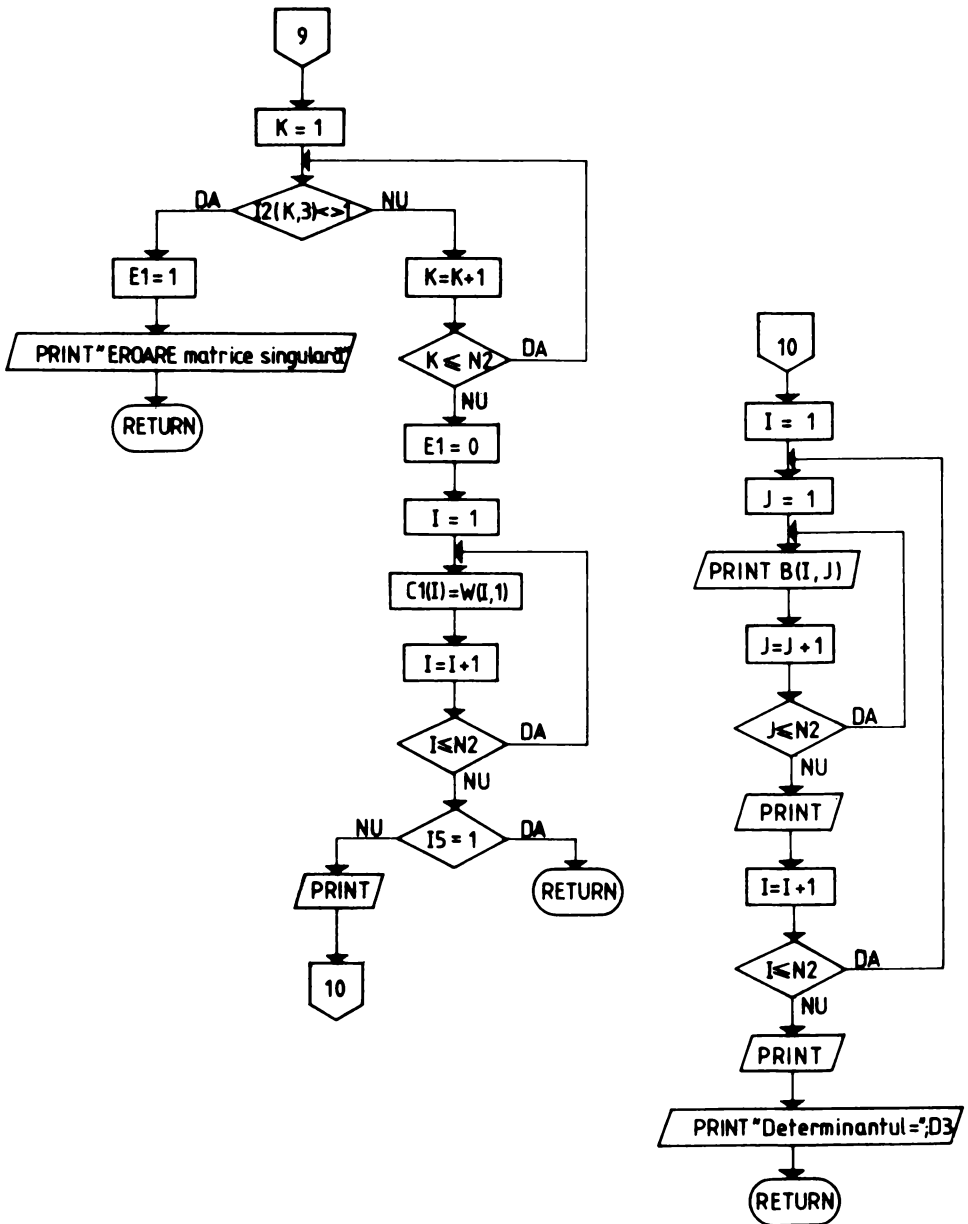 9
K = 1
I2(K,3)<>1
DA
NU
E1=1
PRINT"EROARE matrice singulară"
RETURN
K=K+1
K ≤ N2
DA
NU
E1=0
I = 1
C1(I)=W(I,1)
I=I+1
I≤N2
DA
NU
I5=1
NU
DA
PRINT
RETURN
10
10
I = 1
J = 1
PRINT B(I,J)
J=J+1
J≤N2
DA
NU
PRINT
I=I+1
I≤N2
DA
NU
PRINT
PRINT"Determinantul=";D3
RETURN